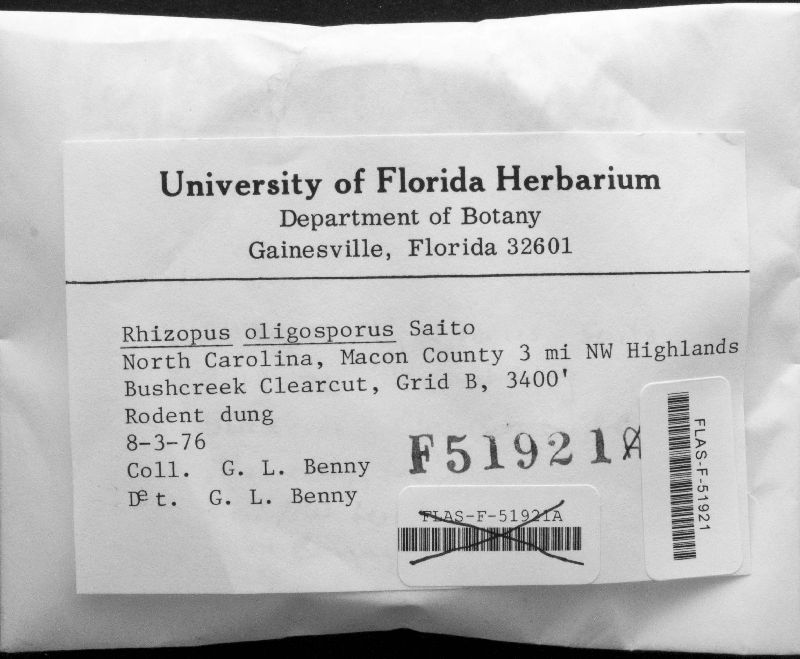 University of Florida Herbarium
Department of Botany
Gainesville, Florida 32601
Rhizopus oligosporus Saito
North Carolina, Macon County 3 mi NW Highlands
Bushcreek Clearcut, Grid B, 3400'
Rodent dung
8-3-76
Coll. G. L. Benny
Det. G. L. Benny
F51921A
FLAS-F-51921A
FLAS-F-51921